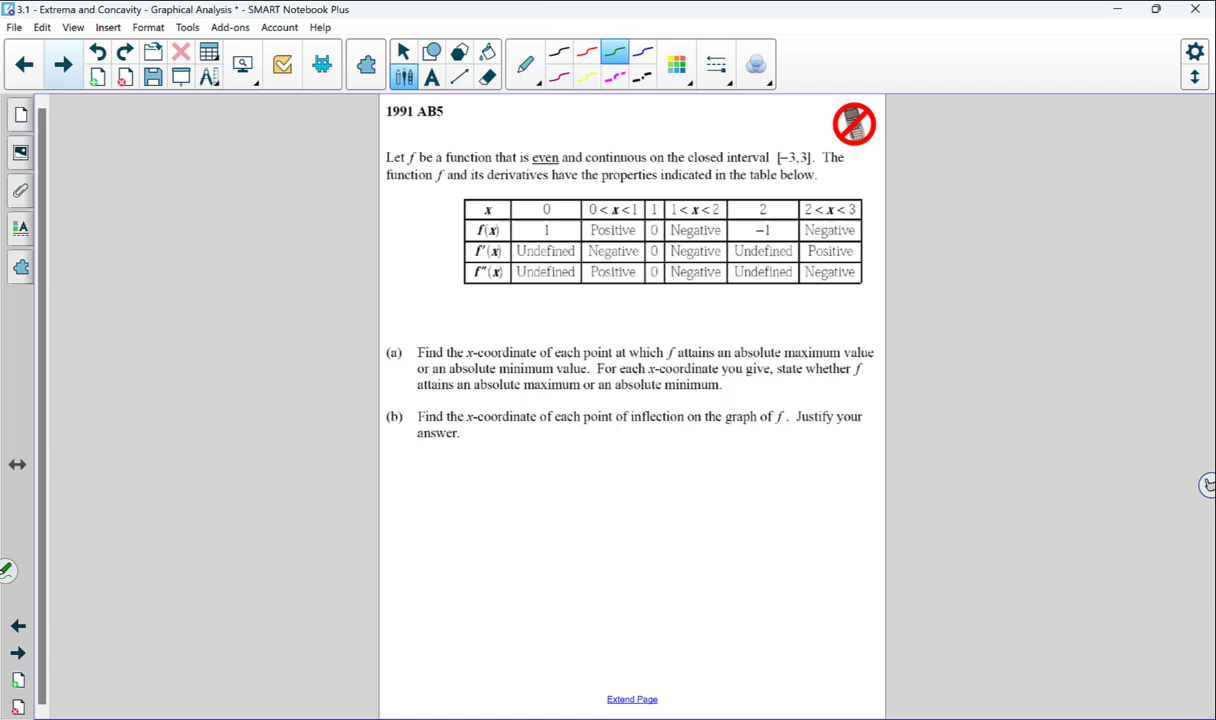 3.1 - Extrema and Concavity - Graphical Analysis * - SMART Notebook Plus
File Edit View Insert Format Tools Add-ons Account Help
1991 AB5
Let f be a function that is even and continuous on the closed interval [−3,3]. The
function f and its derivatives have the properties indicated in the table below.
x 0 0 < x < 1 1 1 < x < 2 2 2 < x < 3
f(x) 1 Positive 0 Negative −1 Negative
f′(x) Undefined Negative 0 Negative Undefined Positive
f″(x) Undefined Positive 0 Negative Undefined Negative
(a) Find the x-coordinate of each point at which f attains an absolute maximum value
or an absolute minimum value. For each x-coordinate you give, state whether f
attains an absolute maximum or an absolute minimum.
(b) Find the x-coordinate of each point of inflection on the graph of f. Justify your
answer.
Extend Page